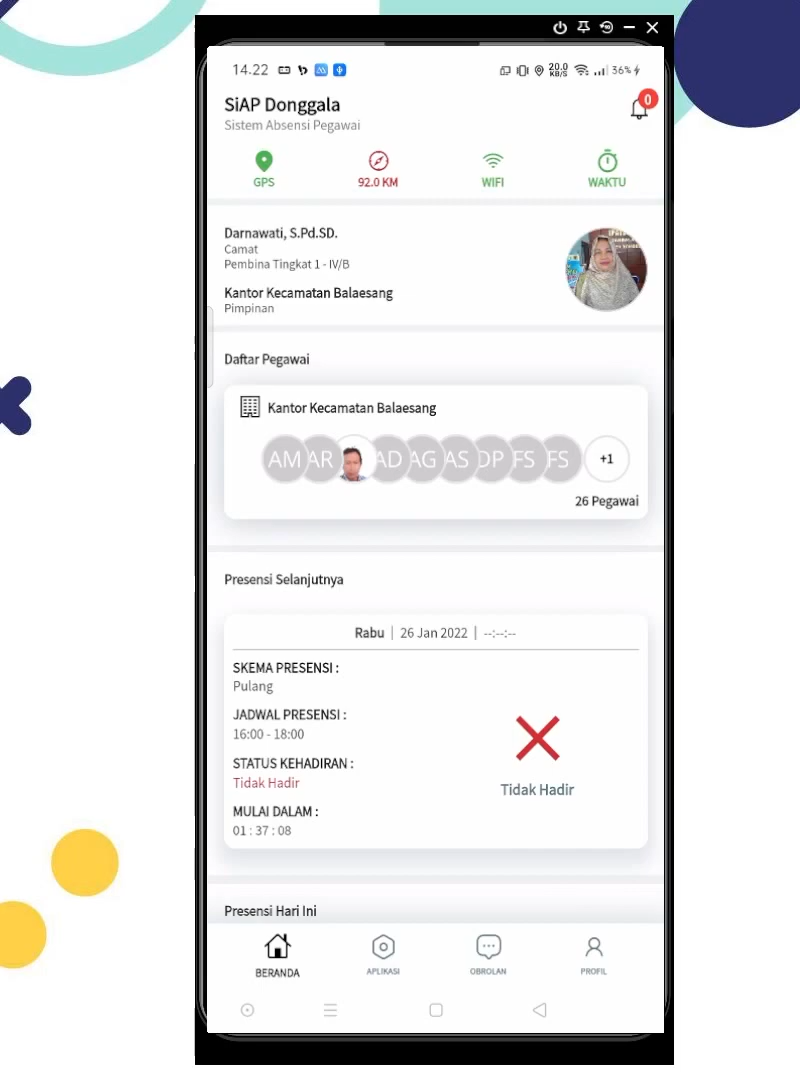 14.22
20.0 KB/S
36%
SiAP Donggala
0
Sistem Absensi Pegawai
GPS
92.0 KM
WIFI
WAKTU
Darnawati, S.Pd.SD.
Camat
Pembina Tingkat 1 - IV/B
Kantor Kecamatan Balaesang
Pimpinan
Daftar Pegawai
Kantor Kecamatan Balaesang
AM AR AD AG AS DP FS FS +1
26 Pegawai
Presensi Selanjutnya
Rabu | 26 Jan 2022 | --:--:--
SKEMA PRESENSI :
Pulang
JADWAL PRESENSI :
16:00 - 18:00
STATUS KEHADIRAN :
Tidak Hadir
Tidak Hadir
MULAI DALAM :
01 : 37 : 08
Presensi Hari Ini
BERANDA
APLIKASI
OBROLAN
PROFIL